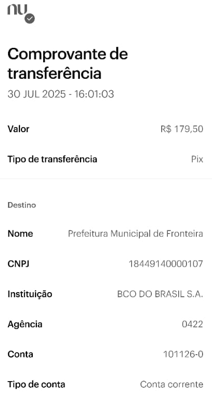 nu
Comprovante de
transferência
30 JUL 2025 - 16:01:03
Valor R$ 179,50
Tipo de transferência Pix
Destino
Nome Prefeitura Municipal de Fronteira
CNPJ 18449140000107
Instituição BCO DO BRASIL S.A.
Agência 0422
Conta 101126-0
Tipo de conta Conta corrente